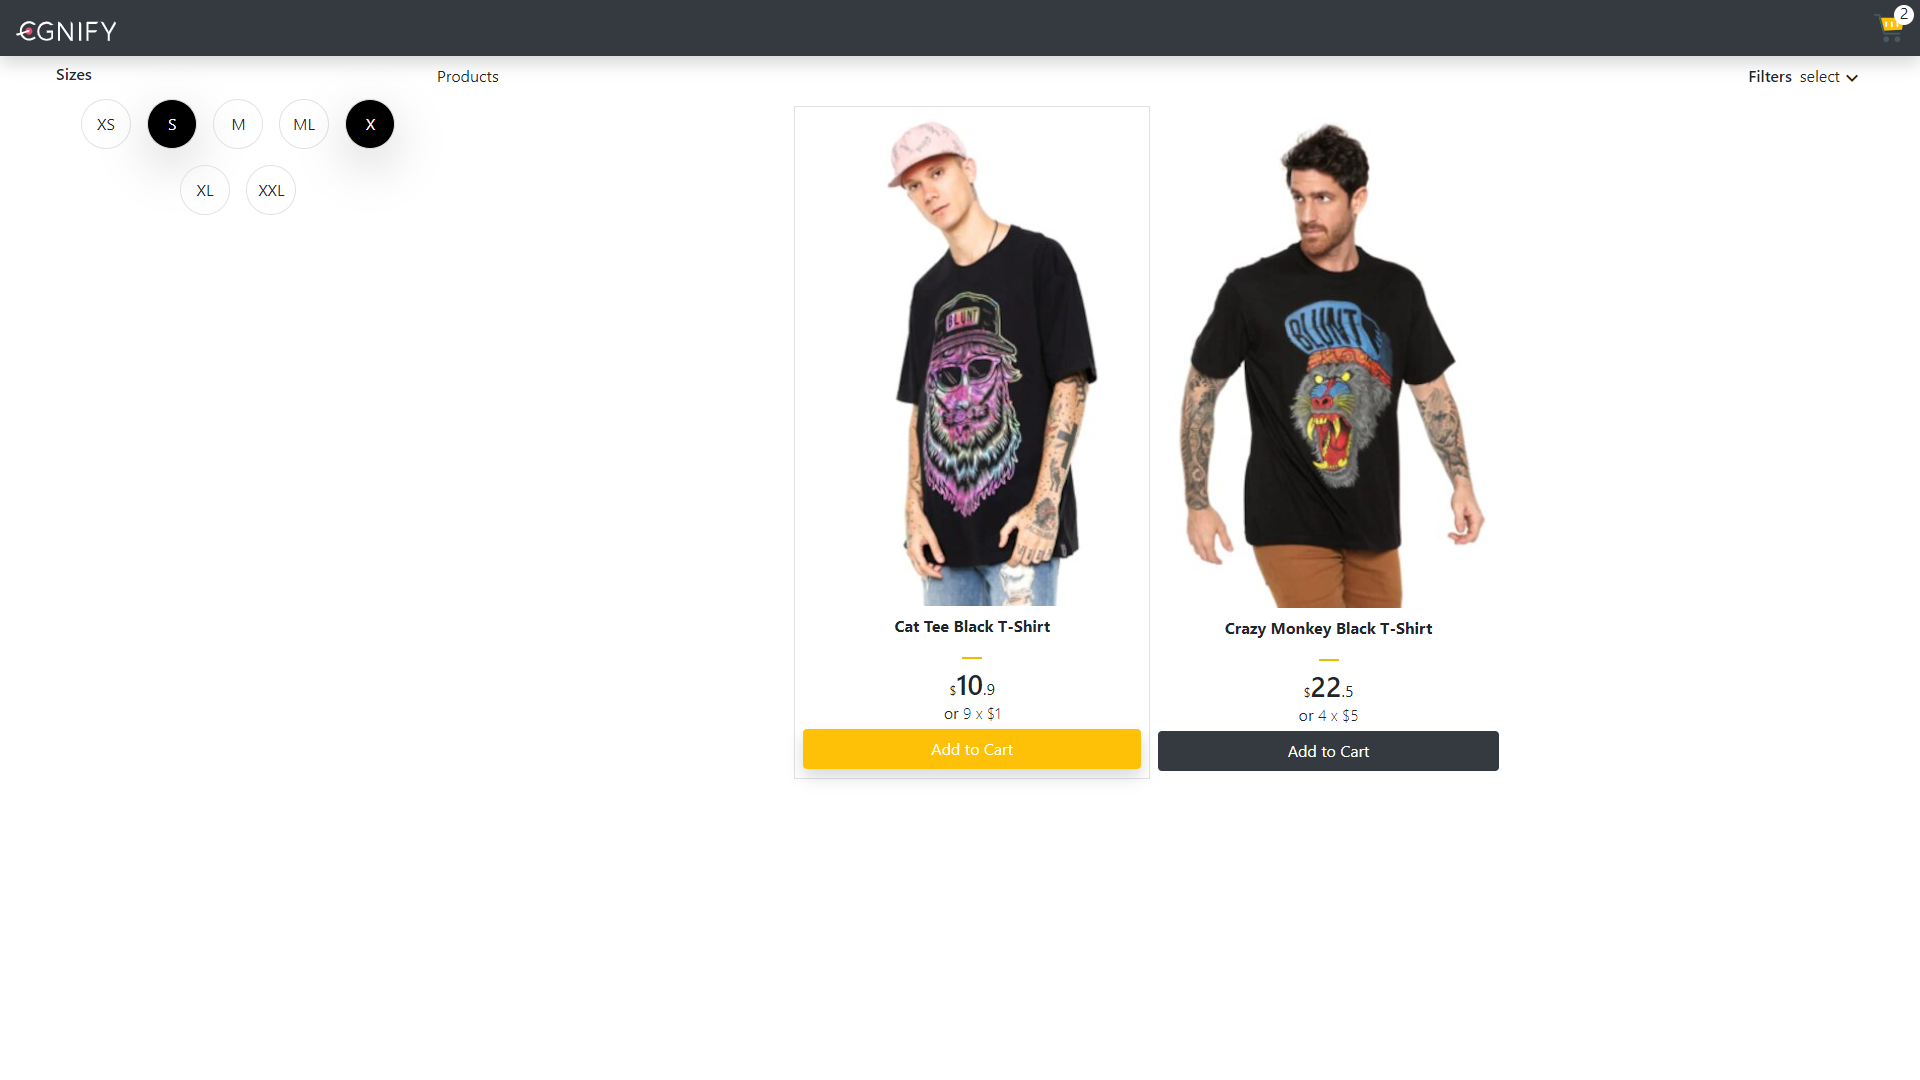 EGNIFY
2
Sizes
XS
S
M
ML
X
XL
XXL
Products
Filters select
BLUNT
BLUNT
Cat Tee Black T-Shirt
$10.9
or 9 x $1
Add to Cart
Crazy Monkey Black T-Shirt
$22.5
or 4 x $5
Add to Cart